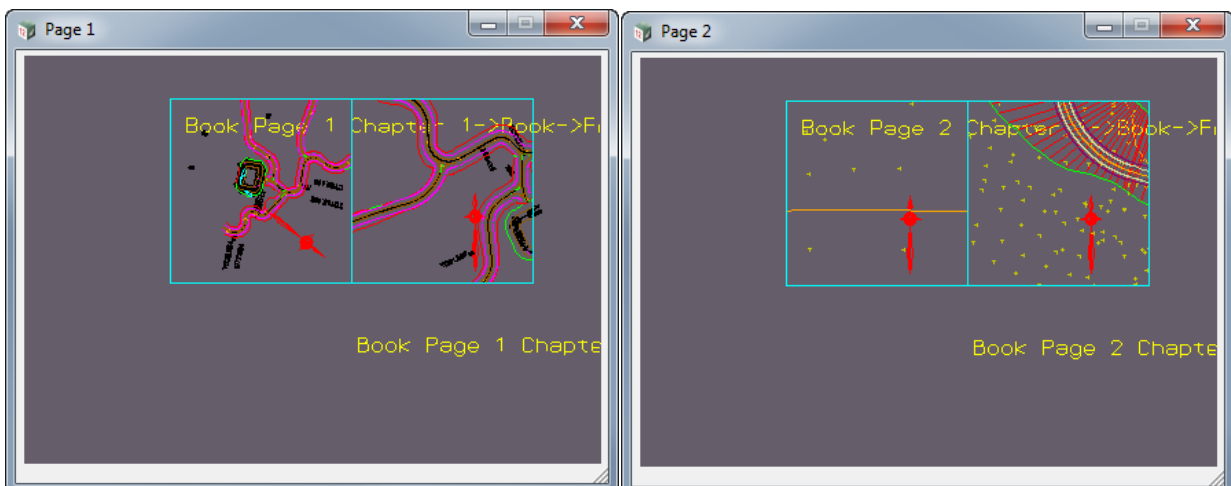 Page 1
Book Page 1 Chapter 1->Book->Fr
Book Page 1 Chapte
Page 2
Book Page 2 Chapter ->Book->Fr
Book Page 2 Chapte